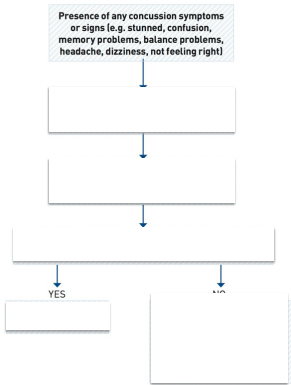 Presence of any concussion symptoms
or signs (e.g. stunned, confusion,
memory problems, balance problems,
headache, dizziness, not feeling right)
YES
NO